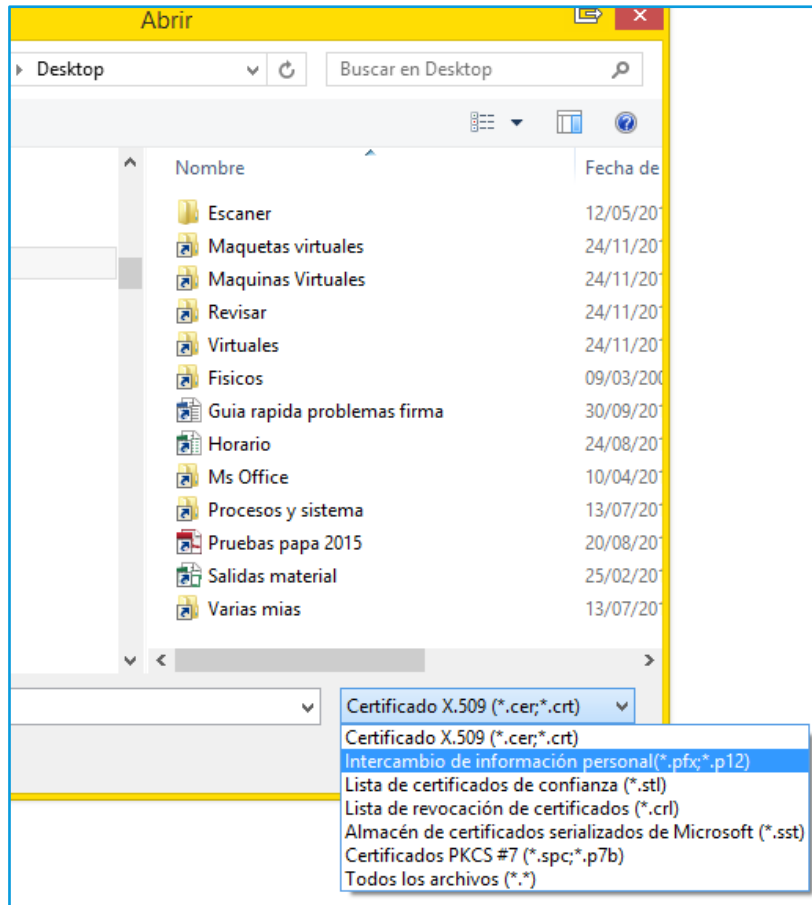 Abrir
Desktop
Buscar en Desktop
Nombre Fecha de
Escaner 12/05/201
Maquetas virtuales 24/11/201
Maquinas Virtuales 24/11/201
Revisar 24/11/201
Virtuales 24/11/201
Fisicos 09/03/200
Guia rapida problemas firma 30/09/201
Horario 24/08/201
Ms Office 10/04/201
Procesos y sistema 13/07/201
Pruebas papa 2015 20/08/201
Salidas material 25/02/201
Varias mias 13/07/201
Certificado X.509 (*.cer;*.crt)
Certificado X.509 (*.cer;*.crt)
Intercambio de información personal(*.pfx;*.p12)
Lista de certificados de confianza (*.stl)
Lista de revocación de certificados (*.crl)
Almacén de certificados serializados de Microsoft (*.sst)
Certificados PKCS #7 (*.spc;*.p7b)
Todos los archivos (*.*)